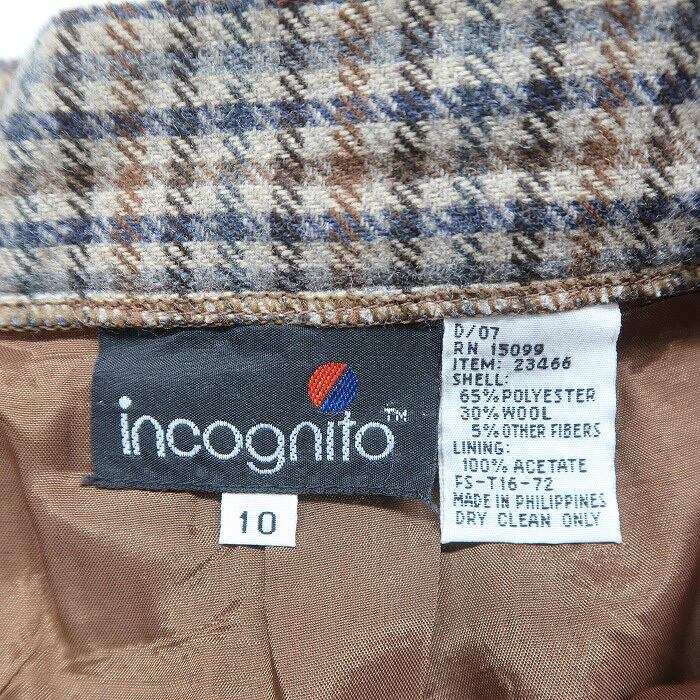 incognito™
10
D/07
RN 15099
ITEM: 23466
SHELL:
65%POLYESTER
30%WOOL
5%OTHER FIBERS
LINING:
100% ACETATE
FS-T16-72
MADE IN PHILIPPINES
DRY CLEAN ONLY